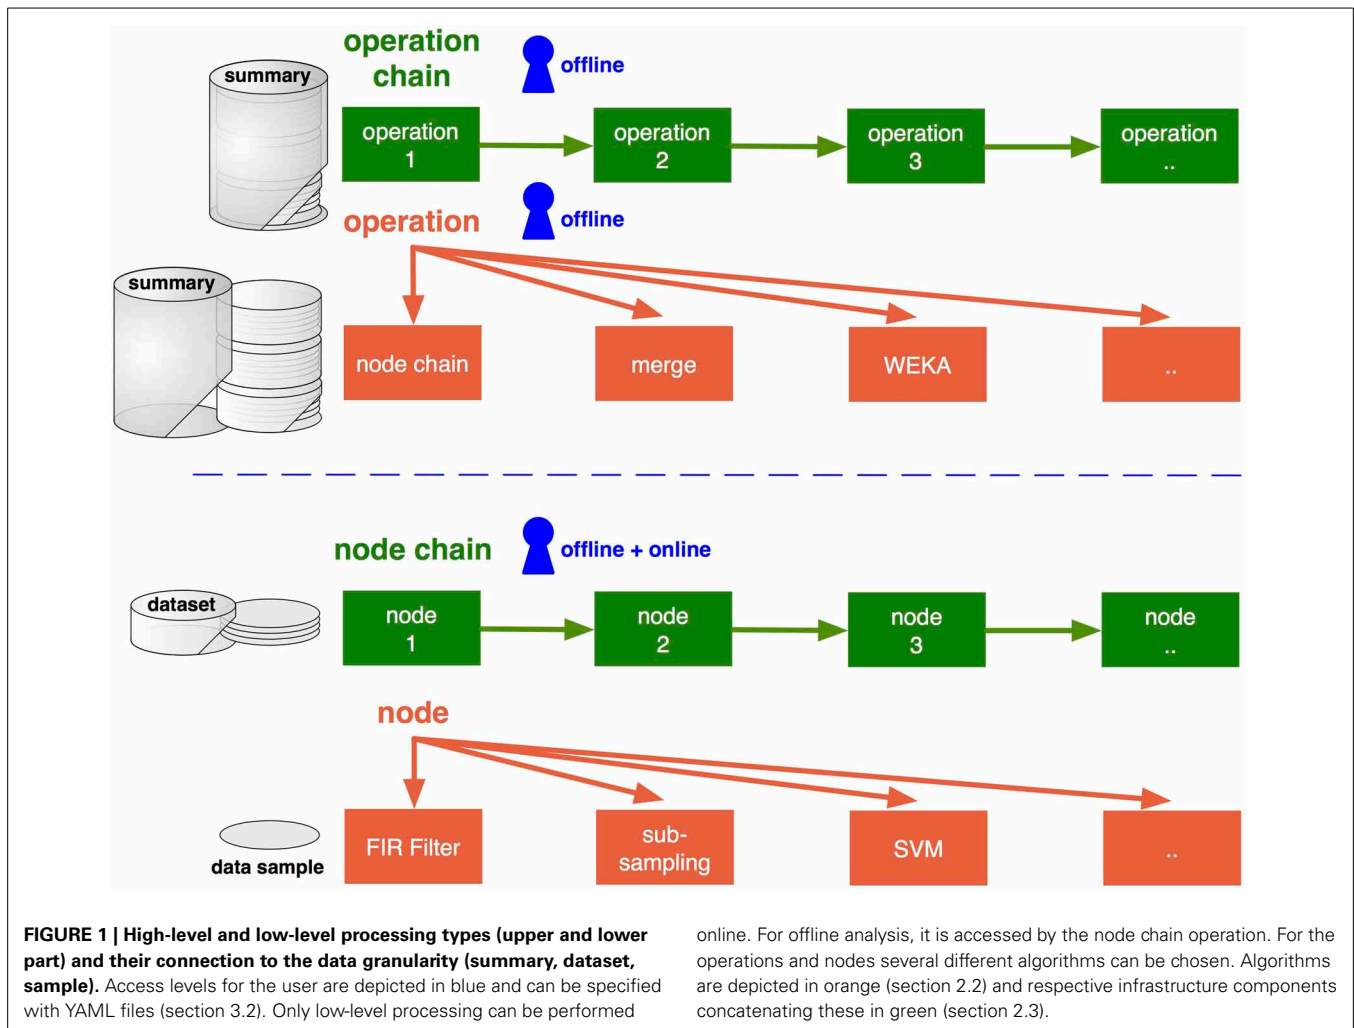 operation
chain
offline
summary
operation
1
operation
2
operation
3
operation
..
operation
offline
summary
node chain
merge
WEKA
..
node chain
offline + online
dataset
node
1
node
2
node
3
node
..
node
FIR Filter
sub-
sampling
SVM
..
data sample
FIGURE 1 | High-level and low-level processing types (upper and lower
part) and their connection to the data granularity (summary, dataset,
sample). Access levels for the user are depicted in blue and can be specified
with YAML files (section 3.2). Only low-level processing can be performed
online. For offline analysis, it is accessed by the node chain operation. For the
operations and nodes several different algorithms can be chosen. Algorithms
are depicted in orange (section 2.2) and respective infrastructure components
concatenating these in green (section 2.3).